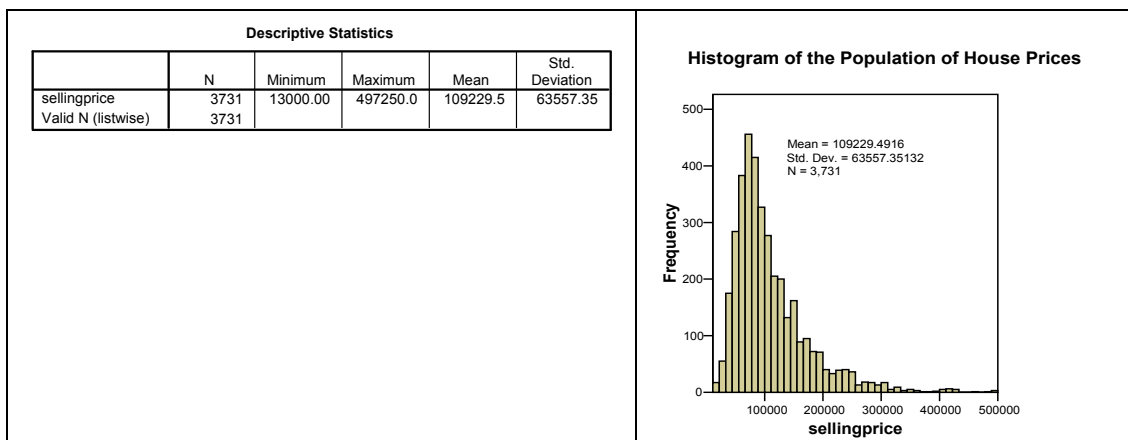 Descriptive Statistics
N Minimum Maximum Mean Std. Deviation
sellingprice 3731 13000.00 497250.0 109229.5 63557.35
Valid N (listwise) 3731
Histogram of the Population of House Prices
Mean = 109229.4916
Std. Dev. = 63557.35132
N = 3,731
Frequency
500
400
300
200
100
0
100000 200000 300000 400000 500000
sellingprice